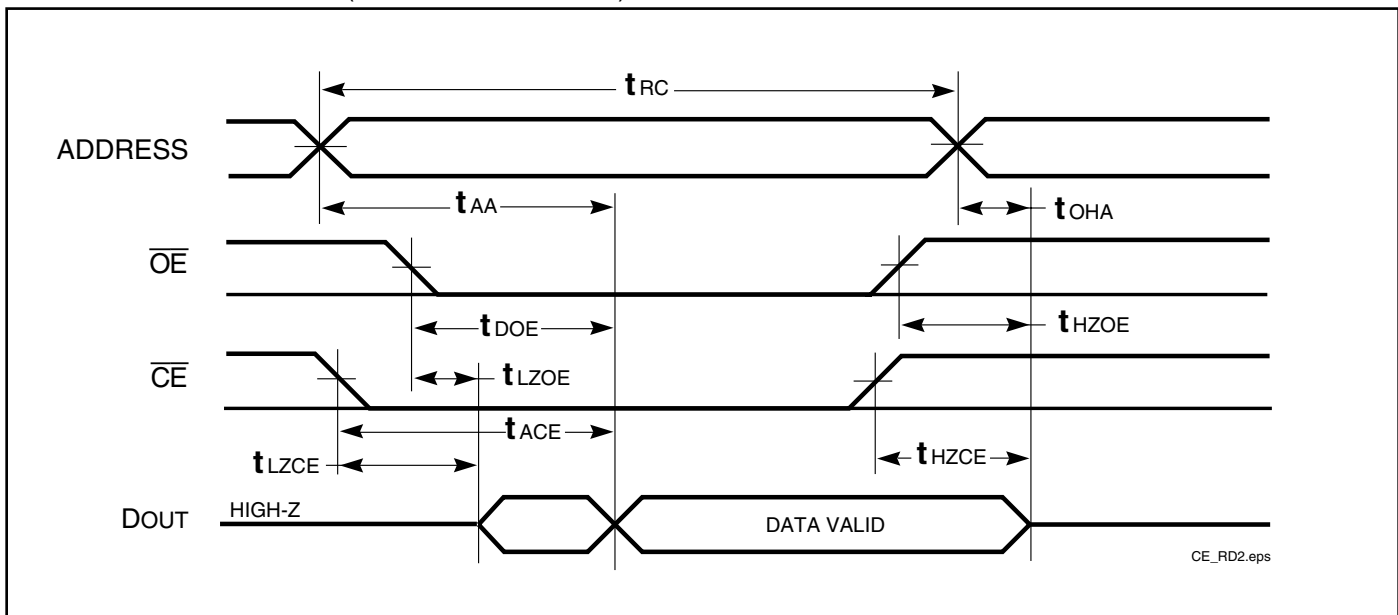 tRC
ADDRESS
tAA
tOHA
OE
tDOE
tHZOE
CE
tLZOE
tACE
tLZCE
tHZCE
DOUT
HIGH-Z
DATA VALID
CE_RD2.eps